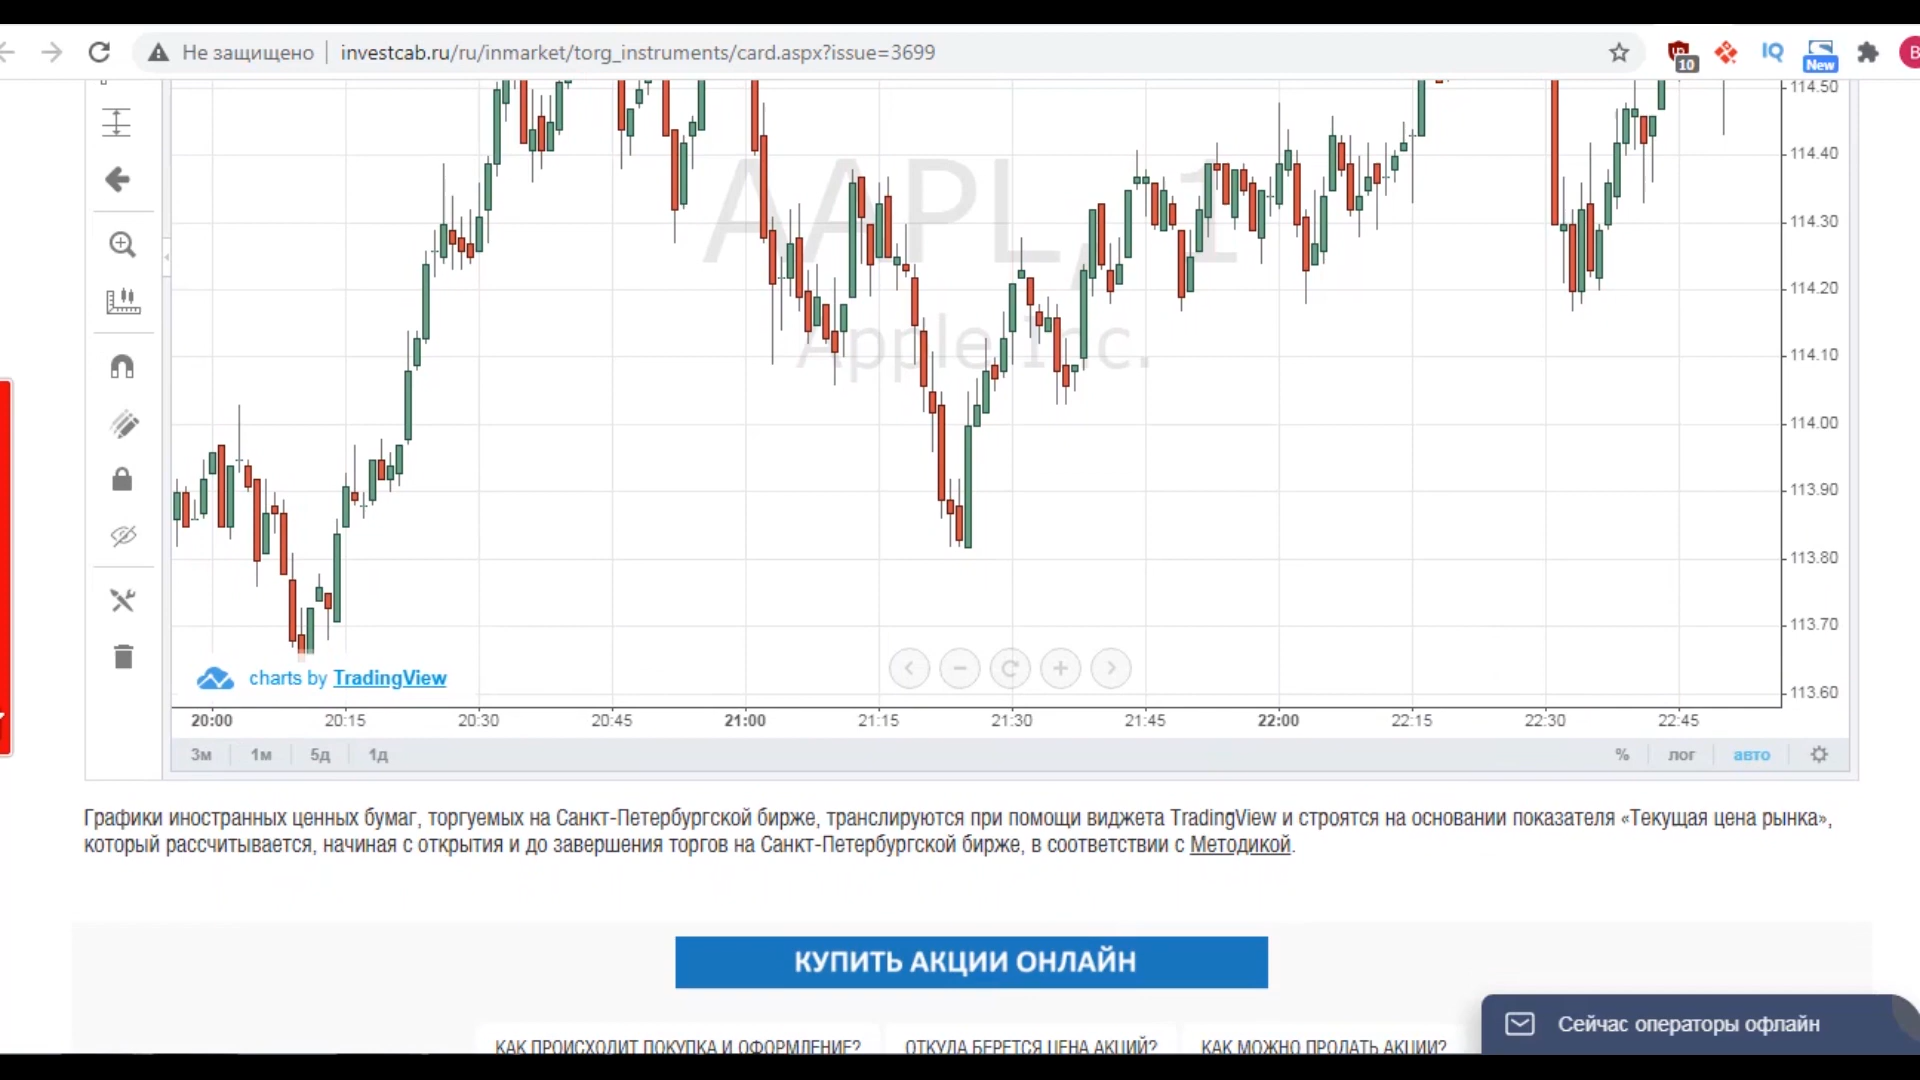 Не защищено investcab.ru/ru/inmarket/torg_instruments/card.aspx?issue=3699
10
IQ
New
B
114.50
114.40
114.30
114.20
114.10
114.00
113.90
113.80
113.70
113.60
AAPL, 1
Apple Inc.
charts by TradingView
20:00 20:15 20:30 20:45 21:00 21:15 21:30 21:45 22:00 22:15 22:30 22:45
3м 1м 5д 1д % лог авто
Графики иностранных ценных бумаг, торгуемых на Санкт-Петербургской бирже, транслируются при помощи виджета TradingView и строятся на основании показателя «Текущая цена рынка»,
который рассчитывается, начиная с открытия и до завершения торгов на Санкт-Петербургской бирже, в соответствии с Методикой.
КУПИТЬ АКЦИИ ОНЛАЙН
Сейчас операторы офлайн
КАК ПРОИСХОДИТ ПОКУПКА И ОФОРМЛЕНИЕ? ОТКУДА БЕРЕТСЯ ЦЕНА АКЦИЙ? КАК МОЖНО ПРОДАТЬ АКЦИИ?